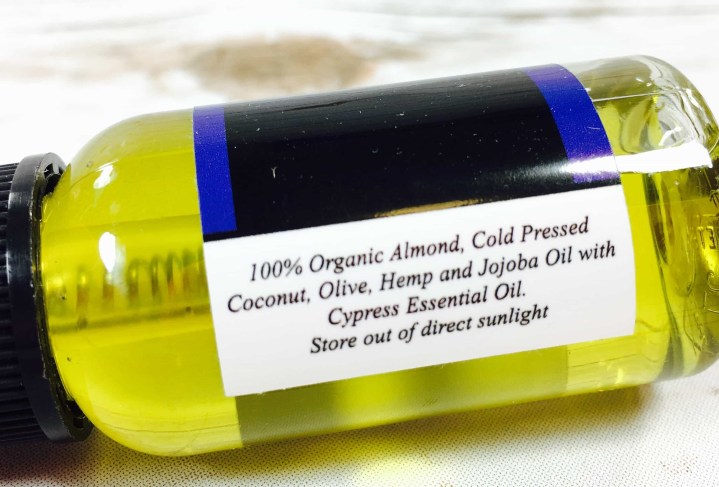 100% Organic Almond, Cold Pressed
Coconut, Olive, Hemp and Jojoba Oil with
Cypress Essential Oil.
Store out of direct sunlight